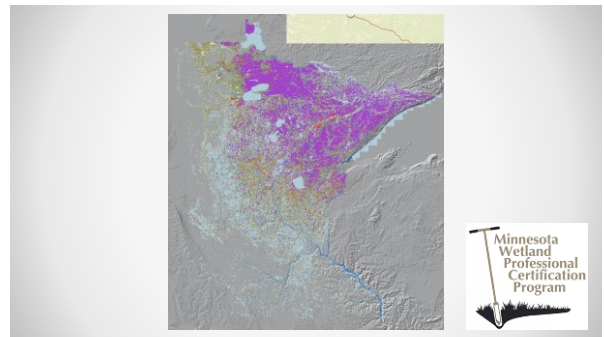 Minnesota
Wetland
Professional
Certification
Program